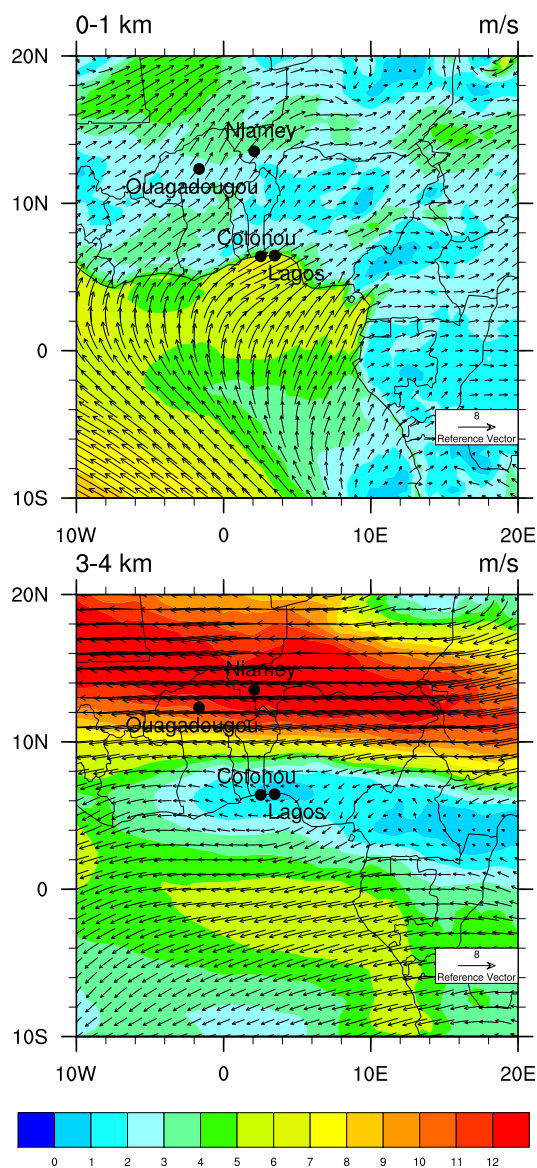 0-1 km m/s
20N
Niamey
10N
Ouagadougou
Cotonou
Lagos
0
8
Reference Vector
10S
10W 0 10E 20E
3-4 km m/s
20N
Niamey
Ouagadougou
10N
Cotonou
Lagos
0
8
Reference Vector
10S
10W 0 10E 20E
0 1 2 3 4 5 6 7 8 9 10 11 12